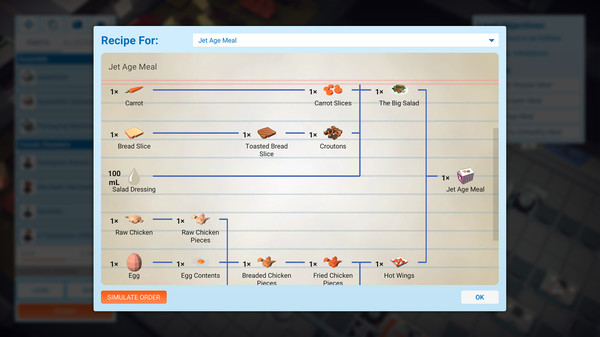 Recipe For:
Jet Age Meal
Jet Age Meal
1×
Carrot
1×
Carrot Slices
1×
The Big Salad
1×
Bread Slice
1×
Toasted Bread
Slice
1×
Croutons
100
mL
Salad Dressing
1×
Jet Age Meal
1×
Raw Chicken
1×
Raw Chicken
Pieces
1×
Egg
1×
Egg Contents
1×
Breaded Chicken
Pieces
1×
Fried Chicken
Pieces
1×
Hot Wings
SIMULATE ORDER
OK